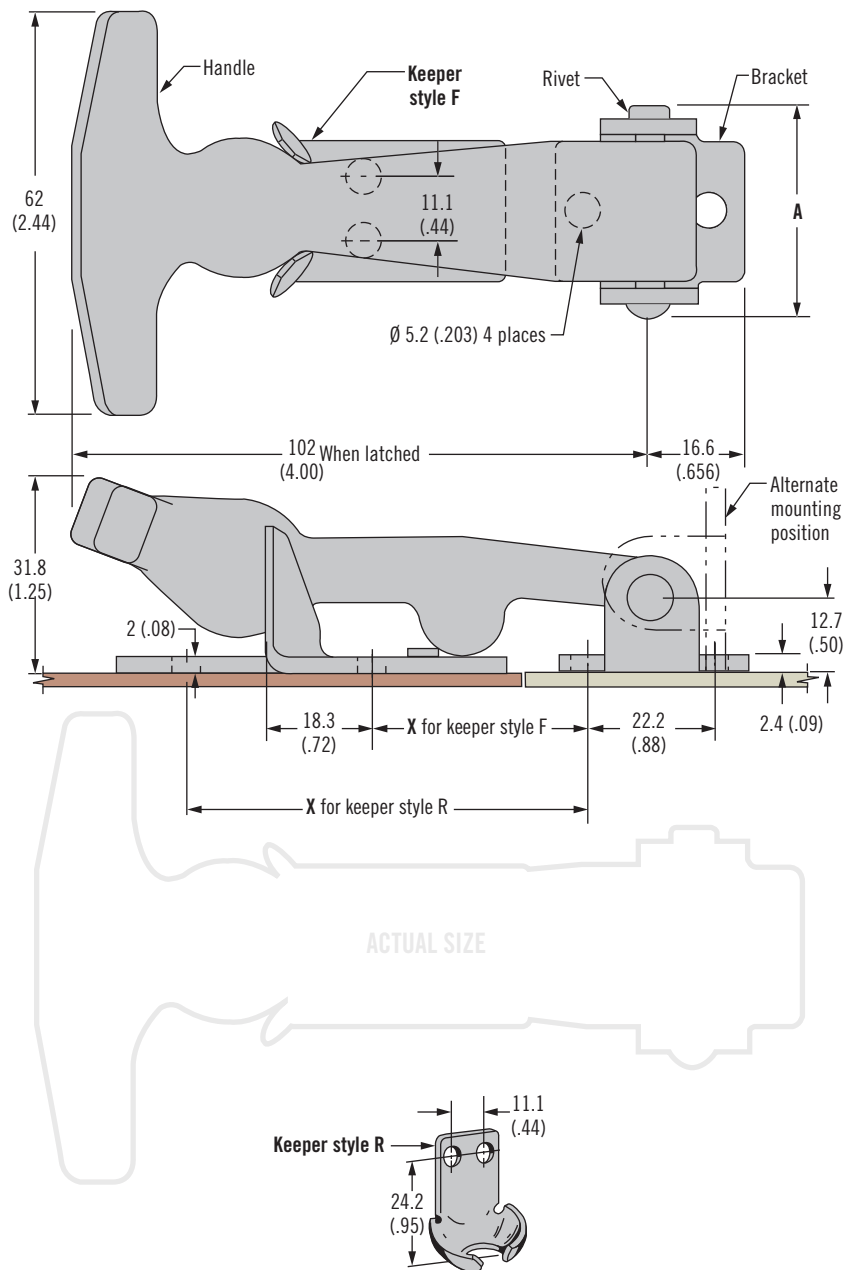 Handle
Keeper
style F
Rivet
Bracket
62
(2.44)
11.1
(.44)
A
Ø 5.2 (.203) 4 places
102 When latched
(4.00)
16.6
(.656)
Alternate
mounting
position
31.8
(1.25)
2 (.08)
12.7
(.50)
18.3
(.72)
X for keeper style F
22.2
(.88)
2.4 (.09)
X for keeper style R
ACTUAL SIZE
11.1
(.44)
Keeper style R
24.2
(.95)